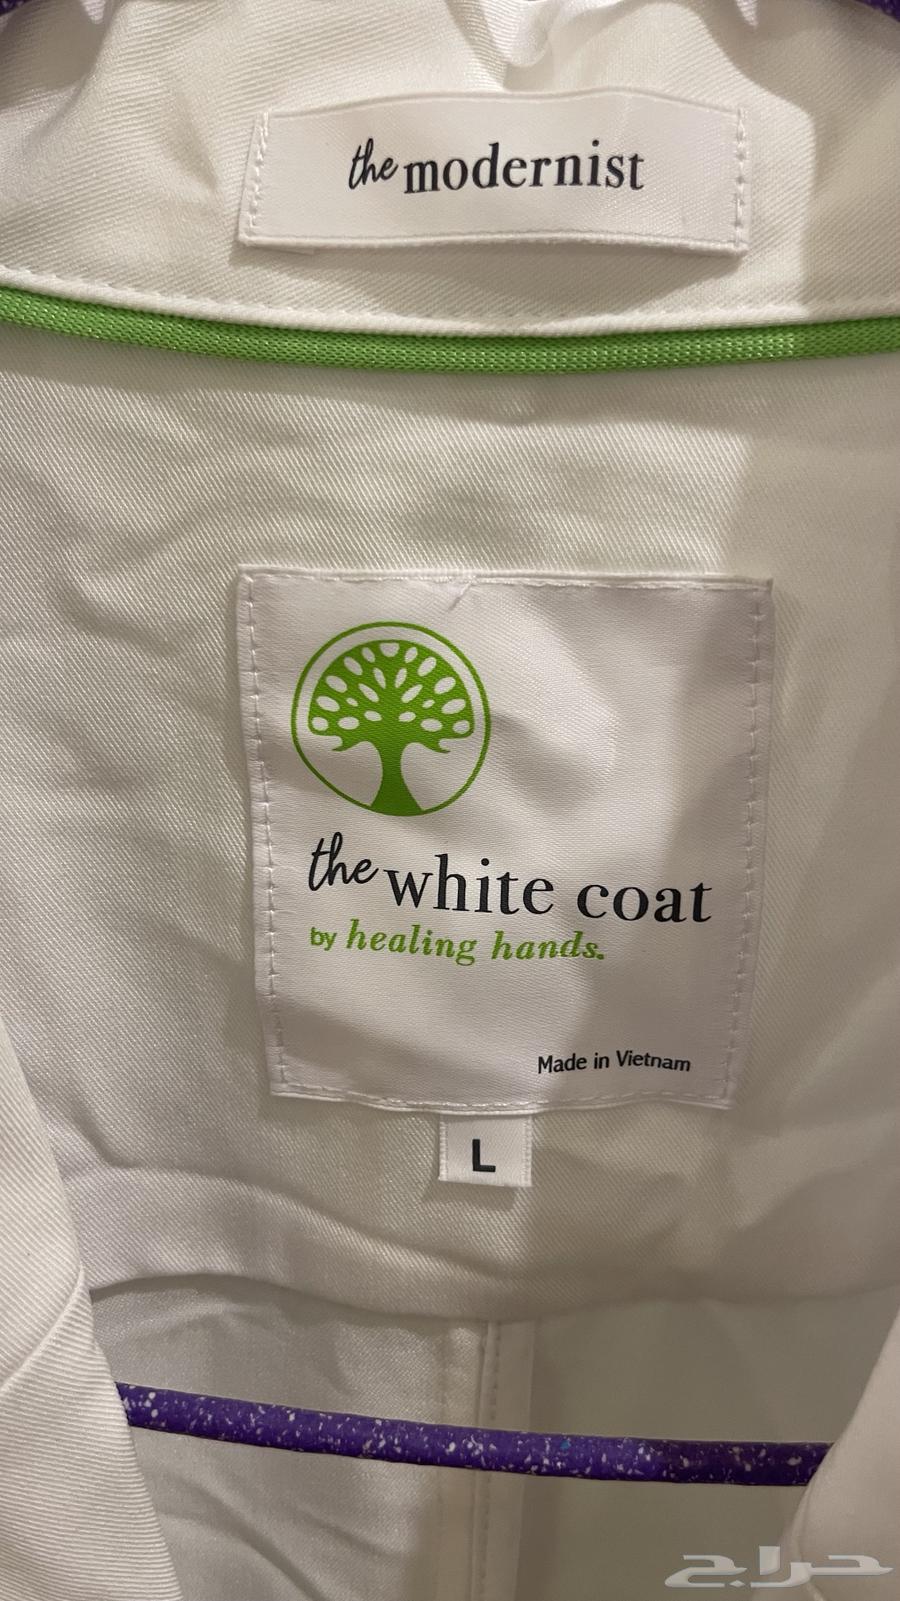 the modernist
the white coat
by healing hands.
Made in Vietnam
L
حراج